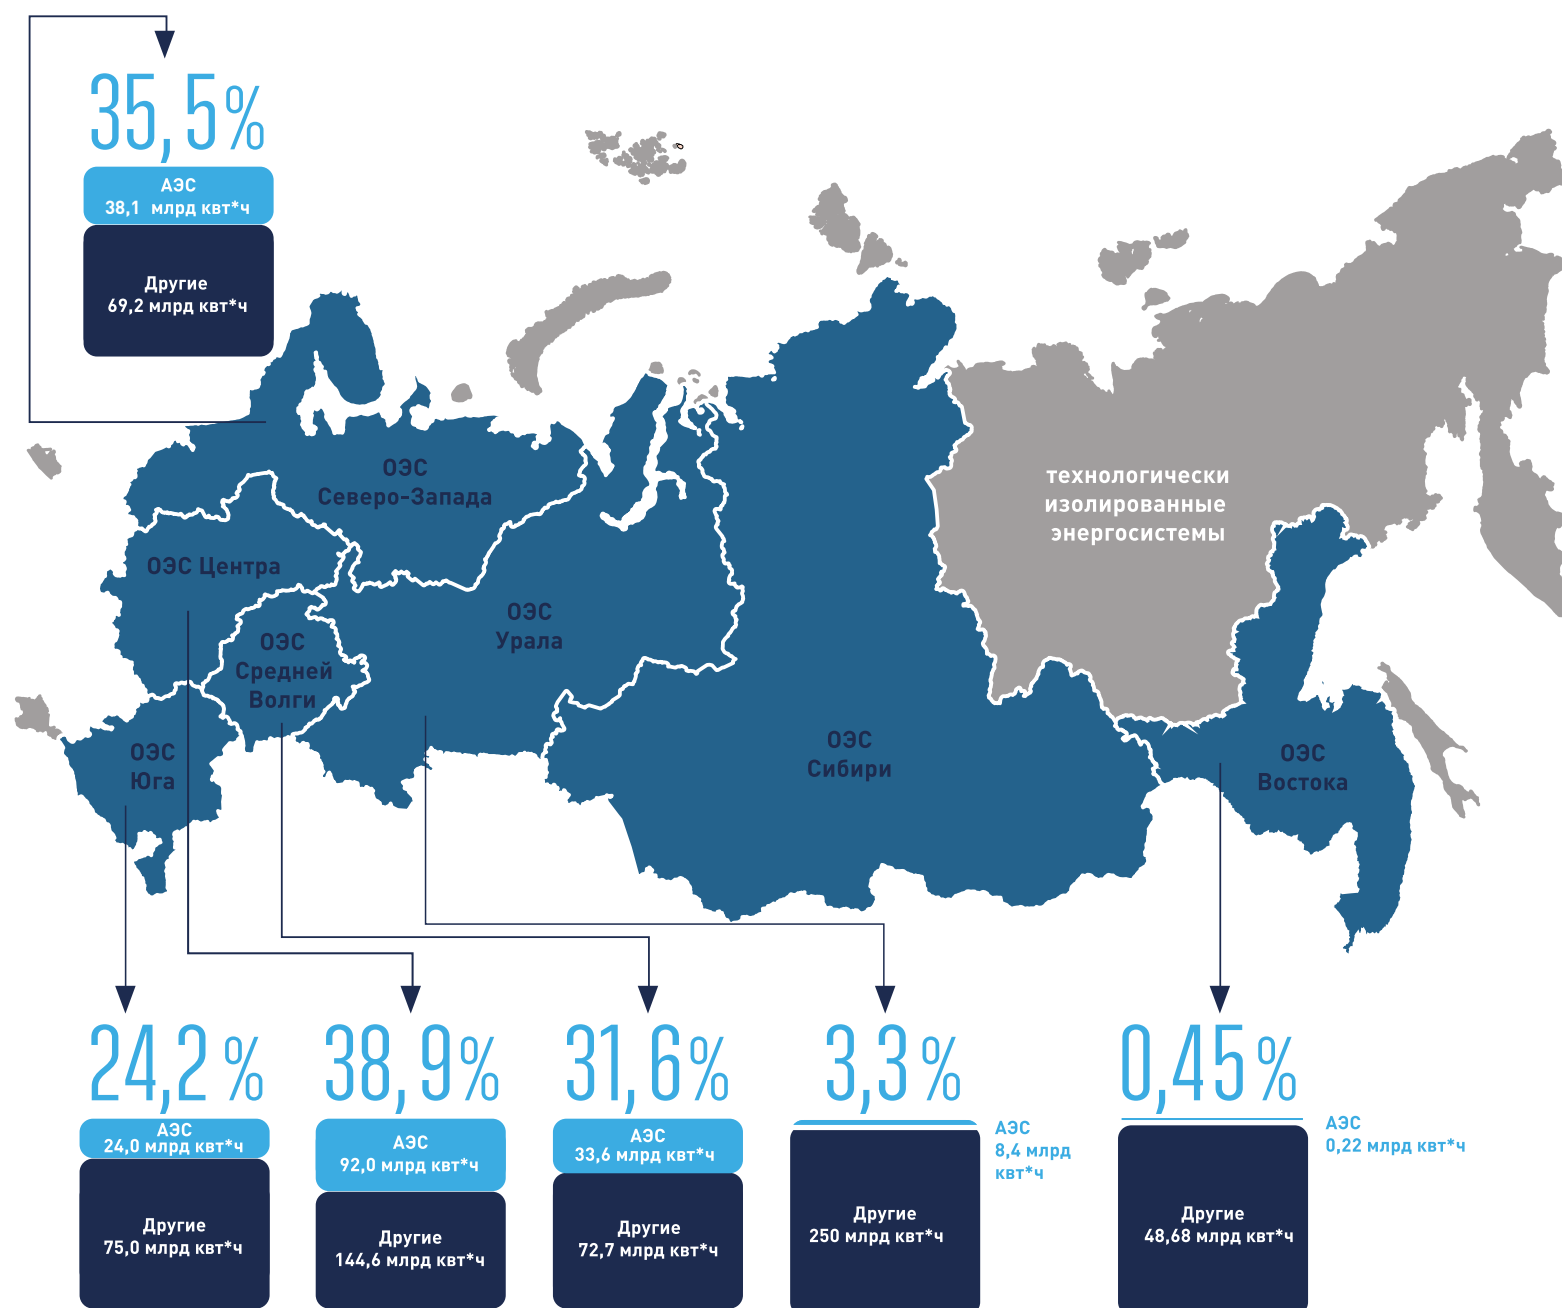 35,5%
АЭС
38,1 млрд квт*ч
Другие
69,2 млрд квт*ч
ОЭС
Северо-Запада
технологически
изолированные
энергосистемы
ОЭС Центра
ОЭС
Урала
ОЭС
Средней
Волги
ОЭС
Юга
ОЭС
Сибири
ОЭС
Востока
24,2%
АЭС
24,0 млрд квт*ч
Другие
75,0 млрд квт*ч
38,9%
АЭС
92,0 млрд квт*ч
Другие
144,6 млрд квт*ч
31,6%
АЭС
33,6 млрд квт*ч
Другие
72,7 млрд квт*ч
3,3%
АЭС
8,4 млрд
квт*ч
Другие
250 млрд квт*ч
0,45%
АЭС
0,22 млрд квт*ч
Другие
48,68 млрд квт*ч